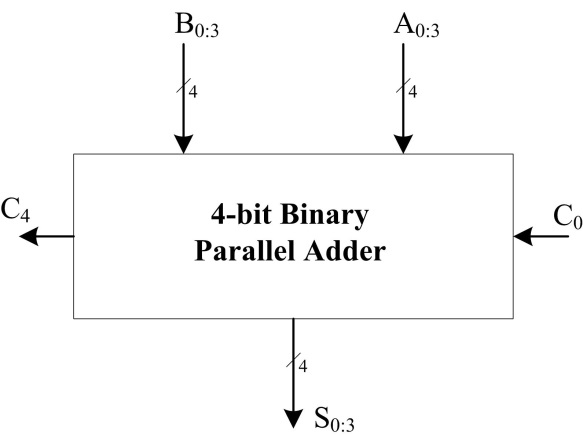 B0:3 A0:3
4 4
C4 4-bit Binary C0
Parallel Adder
4
S0:3